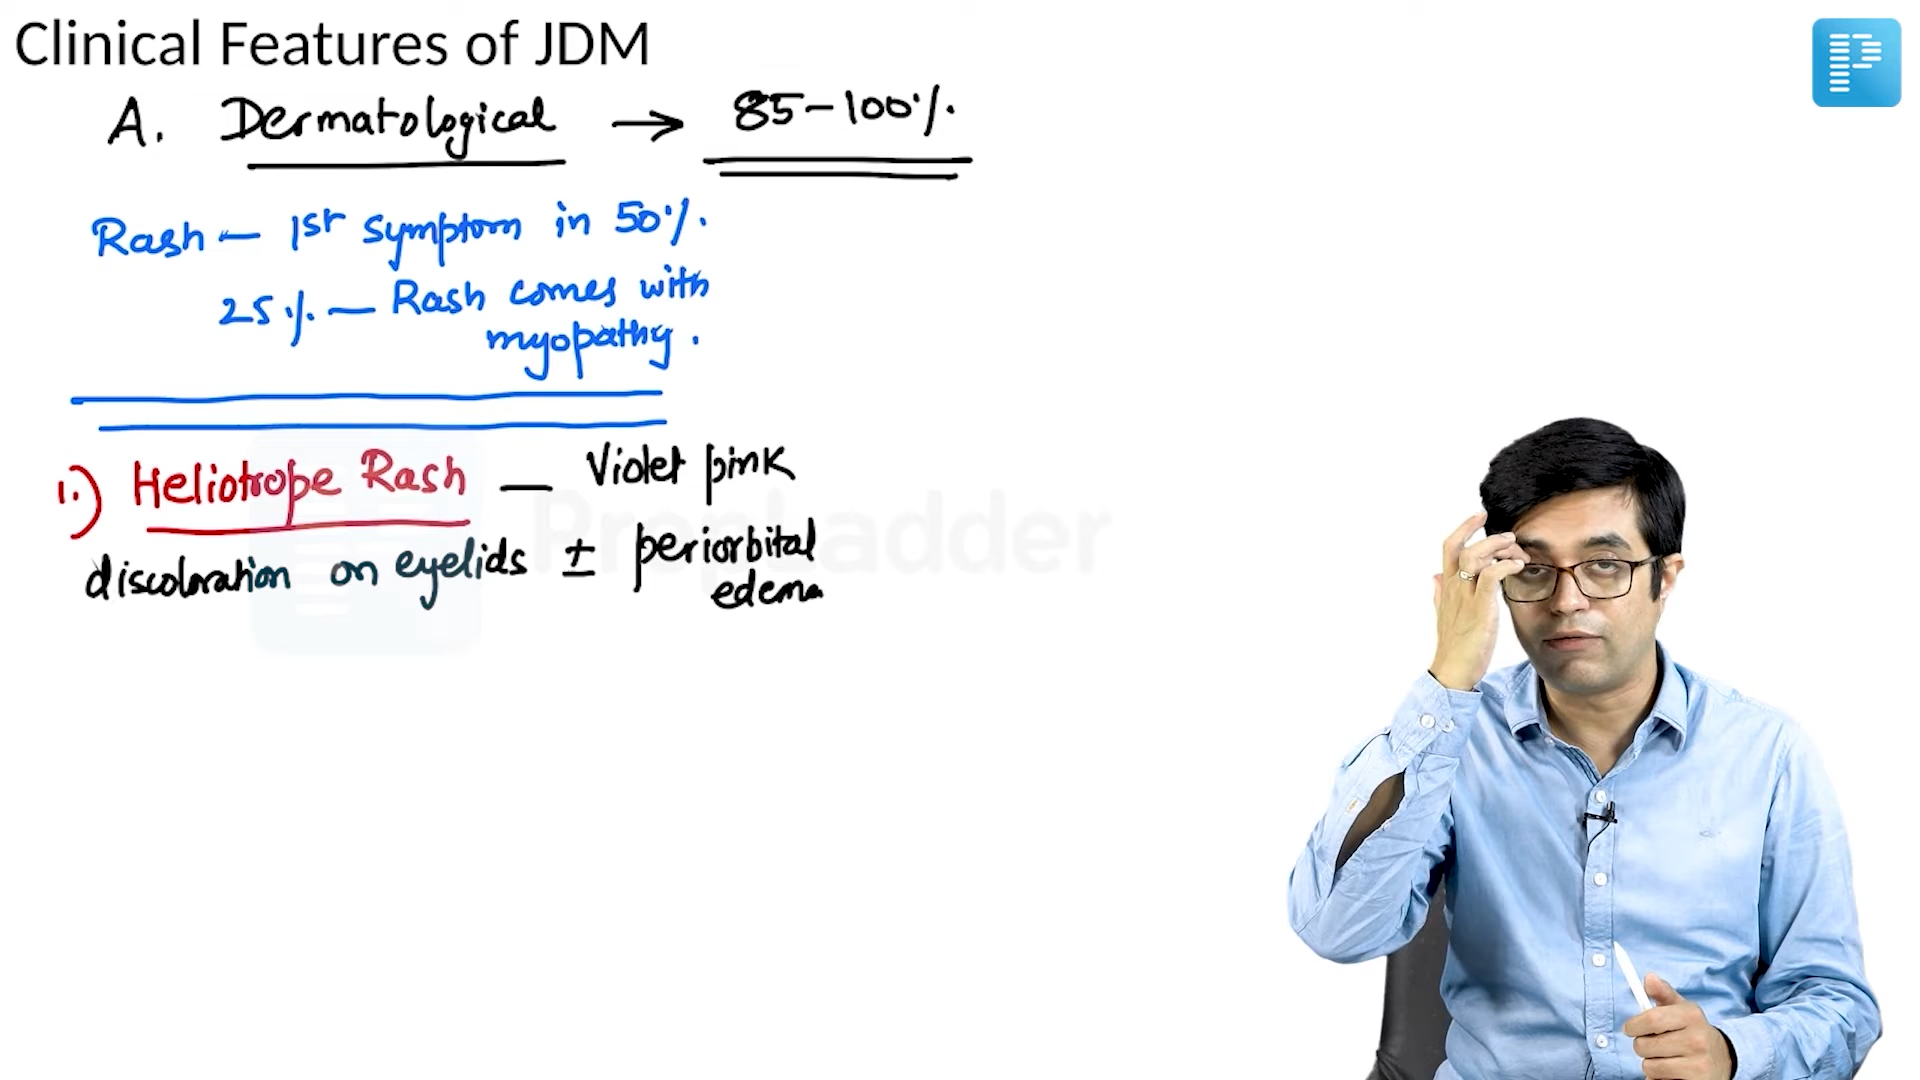 Clinical Features of JDM
A. Dermatological → 85-100%.
Rash - 1st symptom in 50%.
25% - Rash comes with
myopathy.
1.) Heliotrope Rash - Violet pink
discoloration on eyelids ± periorbital
edema
PrepLadder